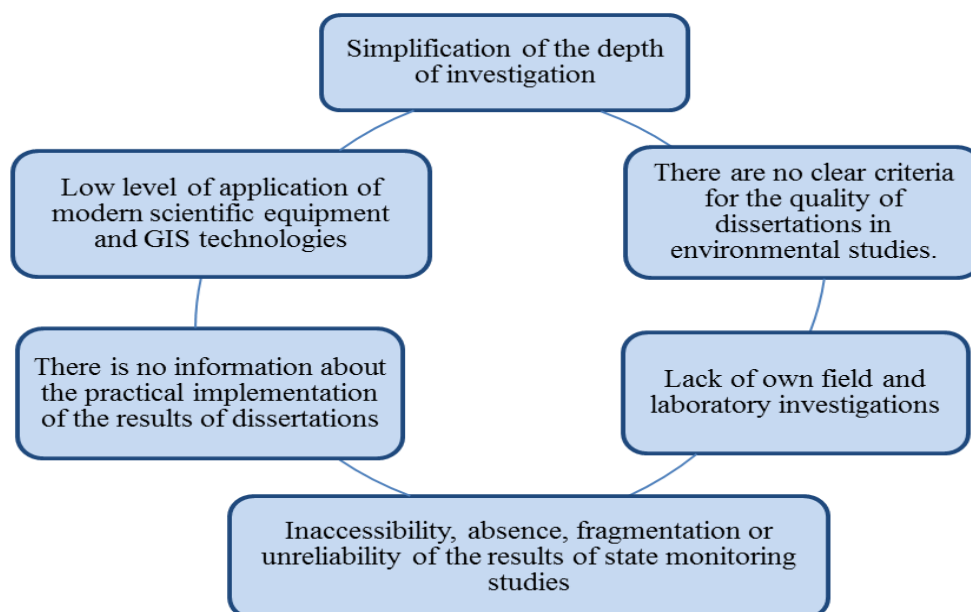 Simplification of the depth
of investigation
Low level of application of
modern scientific equipment
and GIS technologies
There are no clear criteria
for the quality of
dissertations in
environmental studies.
There is no information about
the practical implementation
of the results of dissertations
Lack of own field and
laboratory investigations
Inaccessibility, absence, fragmentation or
unreliability of the results of state monitoring
studies